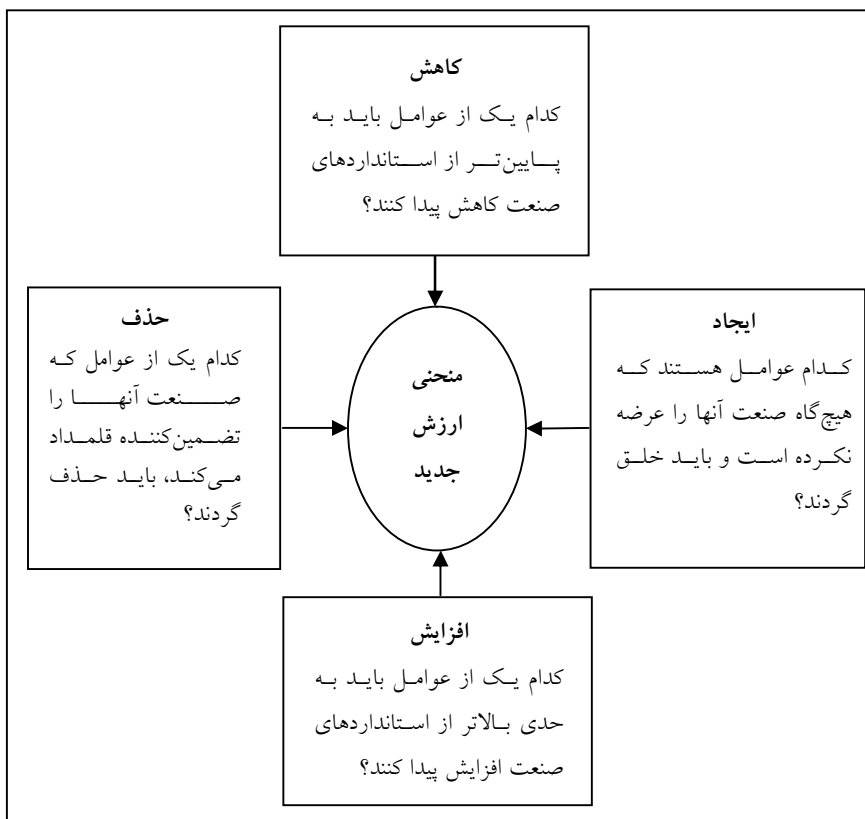 کاهش
کدام یک از عوامل باید به
پایین‌تر از استانداردهای
صنعت کاهش پیدا کنند؟
ایجاد
کدام عوامل هستند که
هیچ‌گاه صنعت آنها را عرضه
نکرده است و باید خلق
گردند؟
منحنی
ارزش
جدید
حذف
کدام یک از عوامل که
صنعت آنها را
تضمین‌کننده قلمداد
می‌کند، باید حذف
گردند؟
افزایش
کدام یک از عوامل باید به
حدی بالاتر از استانداردهای
صنعت افزایش پیدا کنند؟